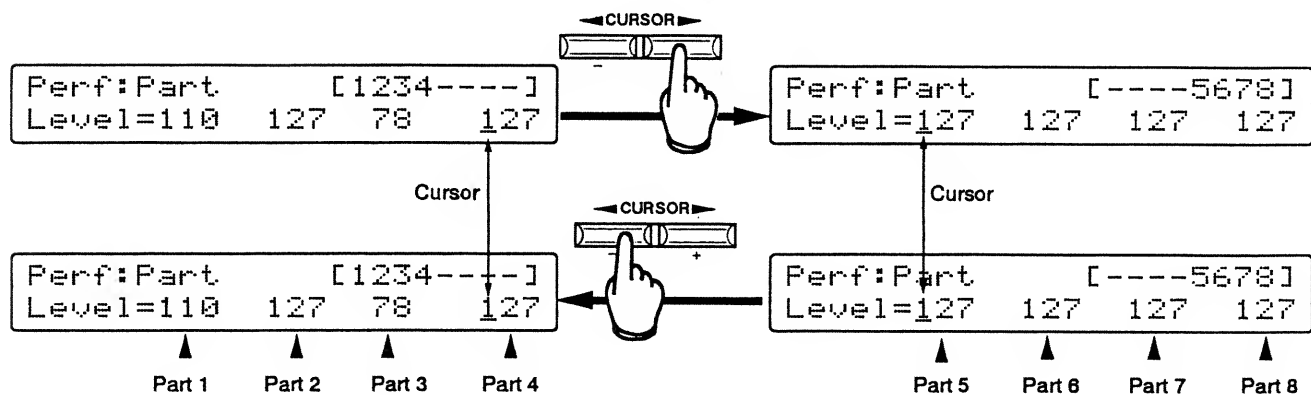 ◄CURSOR►
–
Perf:Part [1234----]
Level=110 127 78 127
Perf:Part [----5678]
Level=127 127 127 127
Cursor
Cursor
◄CURSOR►
– +
Perf:Part [1234----]
Level=110 127 78 127
Perf:Part [----5678]
Level=127 127 127 127
Part 1 Part 2 Part 3 Part 4 Part 5 Part 6 Part 7 Part 8